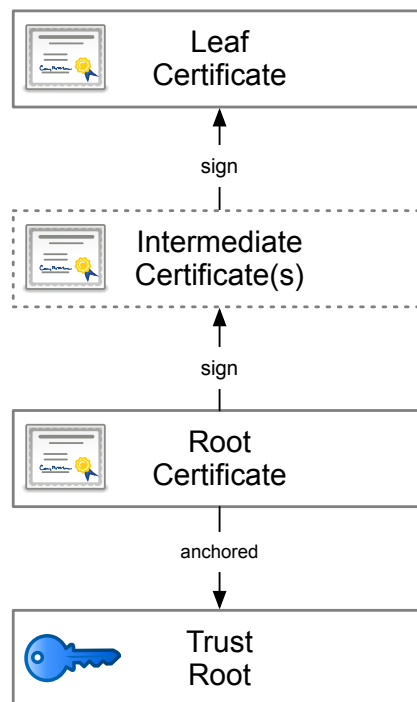 Leaf
Certificate
sign
Intermediate
Certificate(s)
sign
Root
Certificate
anchored
Trust
Root